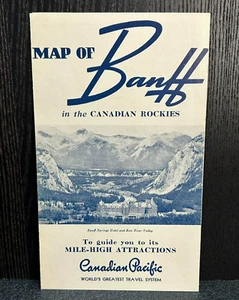 MAP OF
Banff
in the CANADIAN ROCKIES
Banff Springs Hotel and Bow River Valley
To guide you to its
MILE-HIGH ATTRACTIONS
Canadian Pacific
WORLD'S GREATEST TRAVEL SYSTEM